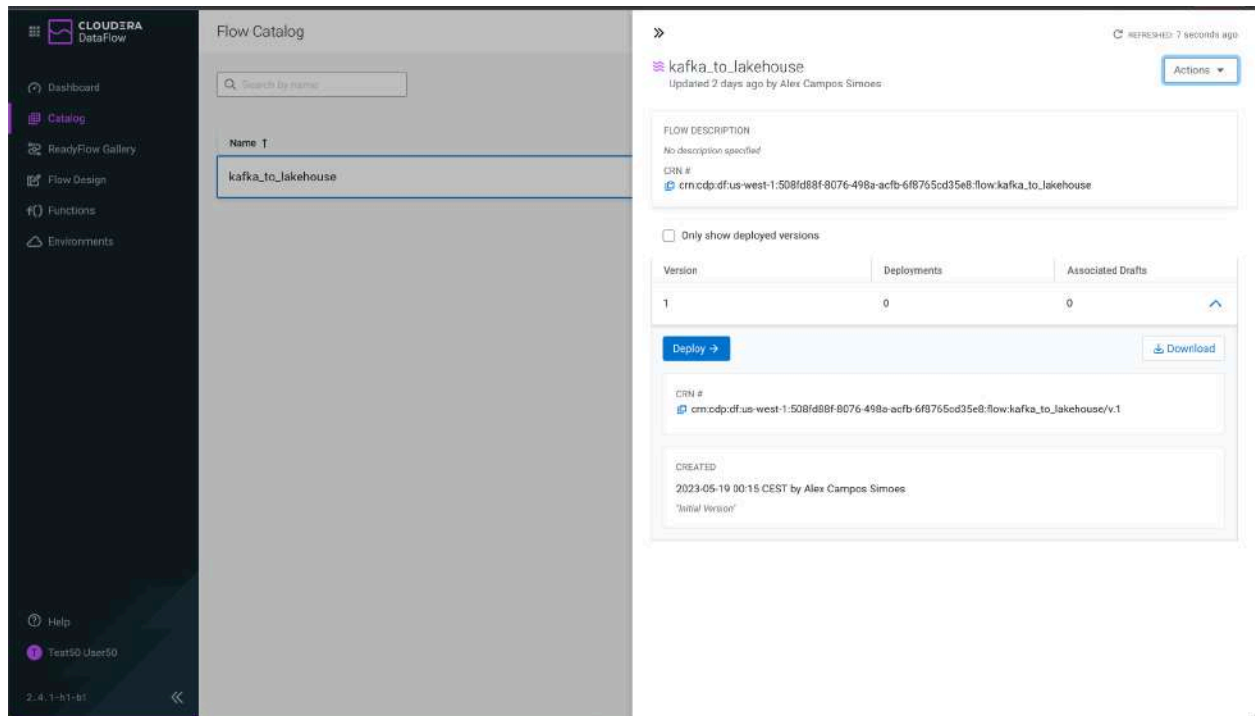 CLOUDERA
DataFlow
Dashboard
Catalog
ReadyFlow Gallery
Flow Design
f() Functions
Environments
Help
T Test50 User50
2.4.1-h1-b1
Flow Catalog
Search by name
Name ↑
kafka_to_lakehouse
REFRESHED: 7 seconds ago
kafka_to_lakehouse
Updated 2 days ago by Alex Campos Simoes
Actions
FLOW DESCRIPTION
No description specified
CRN #
crn:cdp:df:us-west-1:508fd88f-8076-498a-acfb-6f8765cd35e8:flow:kafka_to_lakehouse
Only show deployed versions
Version Deployments Associated Drafts
1 0 0
Deploy → Download
CRN #
crn:cdp:df:us-west-1:508fd88f-8076-498a-acfb-6f8765cd35e8:flow:kafka_to_lakehouse/v.1
CREATED
2023-05-19 00:15 CEST by Alex Campos Simoes
"Initial Version"